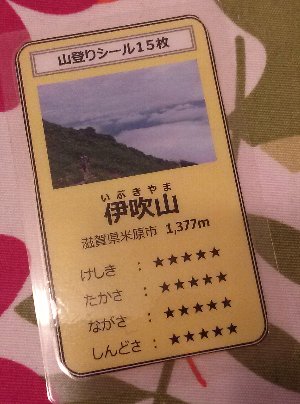 山登りシール15枚
いぶきやま
伊吹山
滋賀県米原市 1,377m
けしき : ★★★★★
たかさ : ★★★★★
ながさ : ★★★★★
しんどさ : ★★★★★